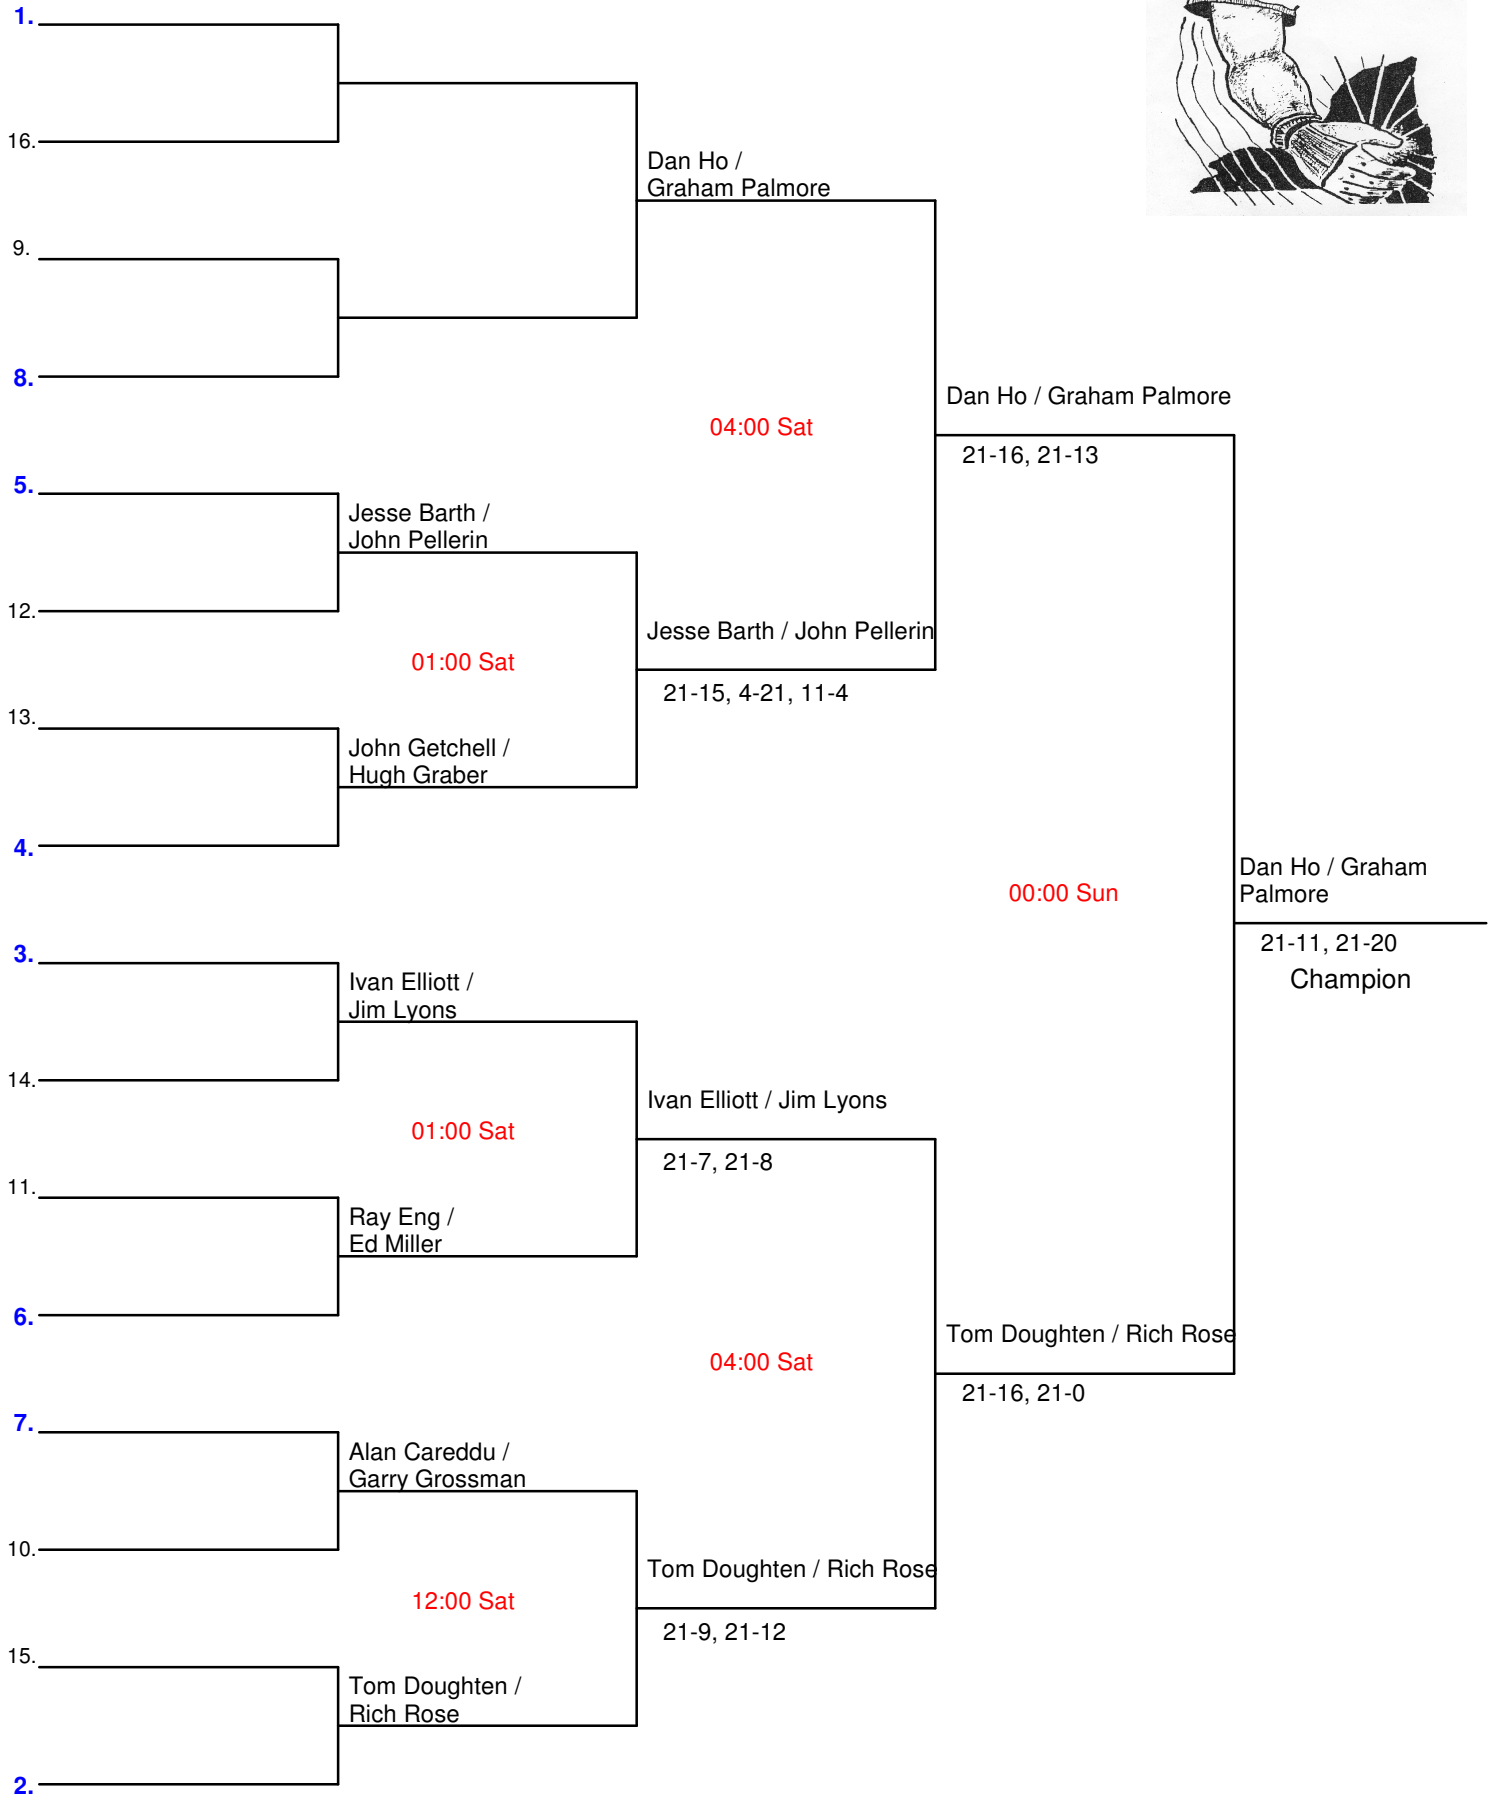 1.
16.
Dan Ho /
Graham Palmore
9.
8.
Dan Ho / Graham Palmore
04:00 Sat
21-16, 21-13
5.
Jesse Barth /
John Pellerin
12.
Jesse Barth / John Pellerin
01:00 Sat
21-15, 4-21, 11-4
13.
John Getchell /
Hugh Graber
4.
Dan Ho / Graham
Palmore
00:00 Sun
21-11, 21-20
Champion
3.
Ivan Elliott /
Jim Lyons
14.
Ivan Elliott / Jim Lyons
01:00 Sat
21-7, 21-8
11.
Ray Eng /
Ed Miller
6.
Tom Doughten / Rich Rose
04:00 Sat
21-16, 21-0
7.
Alan Careddu /
Garry Grossman
10.
Tom Doughten / Rich Rose
12:00 Sat
21-9, 21-12
15.
Tom Doughten /
Rich Rose
2.